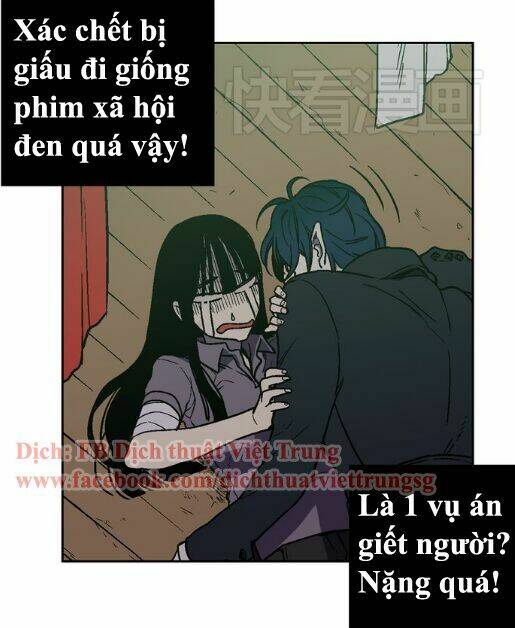 Xác chết bị
giấu đi giống
phim xã hội
đen quá vậy!
快看漫画
Dịch: FB Dịch thuật Việt Trung
www.facebook.com/dichthuatviettrungsg
Là 1 vụ án
giết người?
Nặng quá!